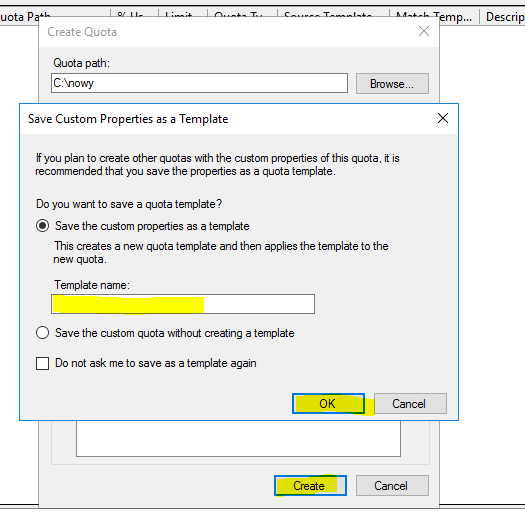 Quota Path % Us... Limit Quota Ty... Source Template Match Temp... Descrip
Create Quota
Quota path:
C:\nowy
Browse...
Save Custom Properties as a Template
If you plan to create other quotas with the custom properties of this quota, it is
recommended that you save the properties as a quota template.
Do you want to save a quota template?
Save the custom properties as a template
This creates a new quota template and then applies the template to the
new quota.
Template name:
Save the custom quota without creating a template
Do not ask me to save as a template again
OK Cancel
Create Cancel